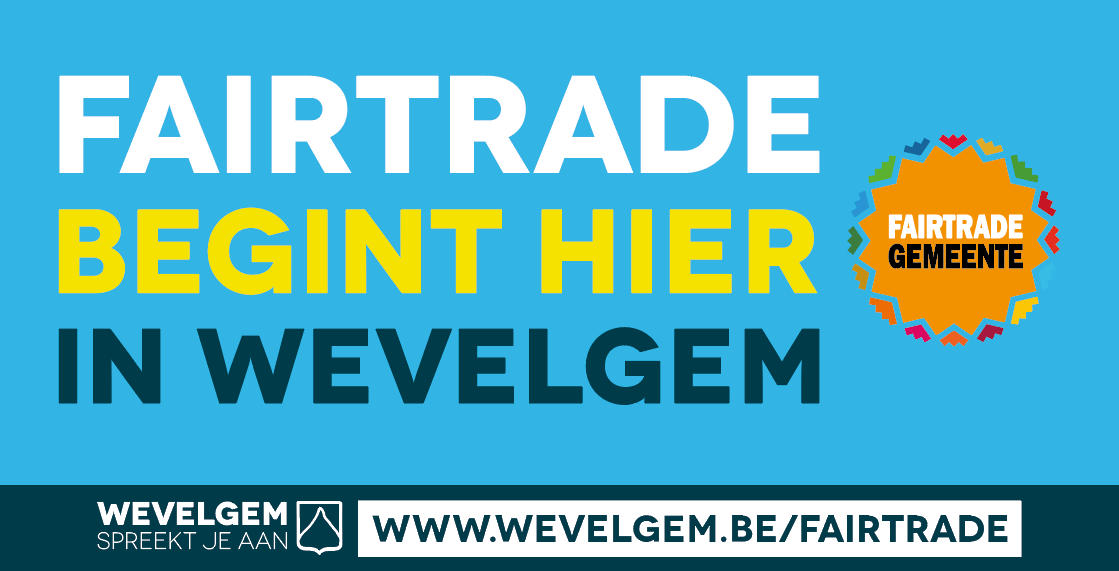 FAIRTRADE
BEGINT HIER
IN WEVELGEM
FAIRTRADE
GEMEENTE
WEVELGEM
SPREEKT JE AAN
WWW.WEVELGEM.BE/FAIRTRADE